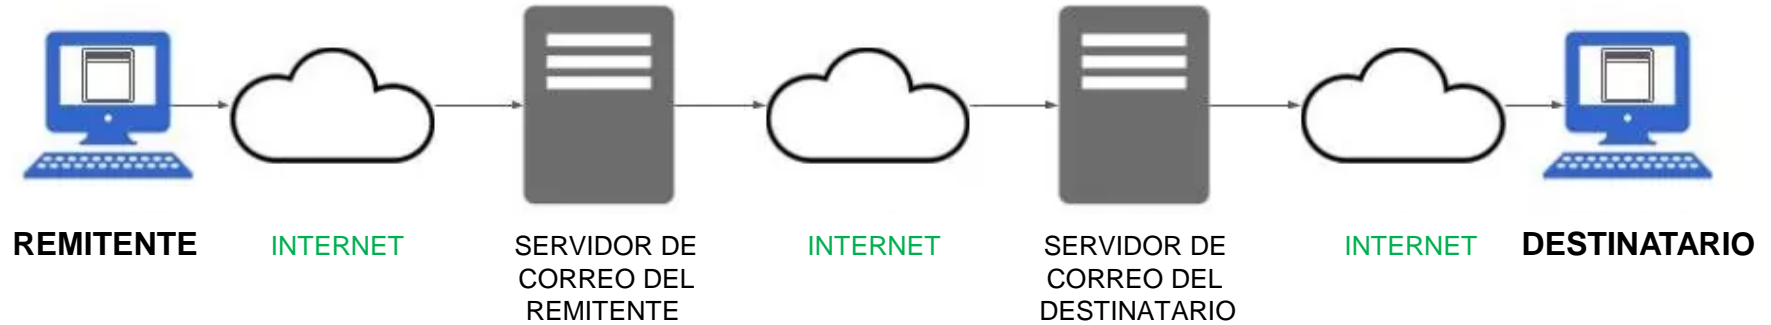 REMITENTE
INTERNET
SERVIDOR DE
CORREO DEL
REMITENTE
INTERNET
SERVIDOR DE
CORREO DEL
DESTINATARIO
INTERNET
DESTINATARIO